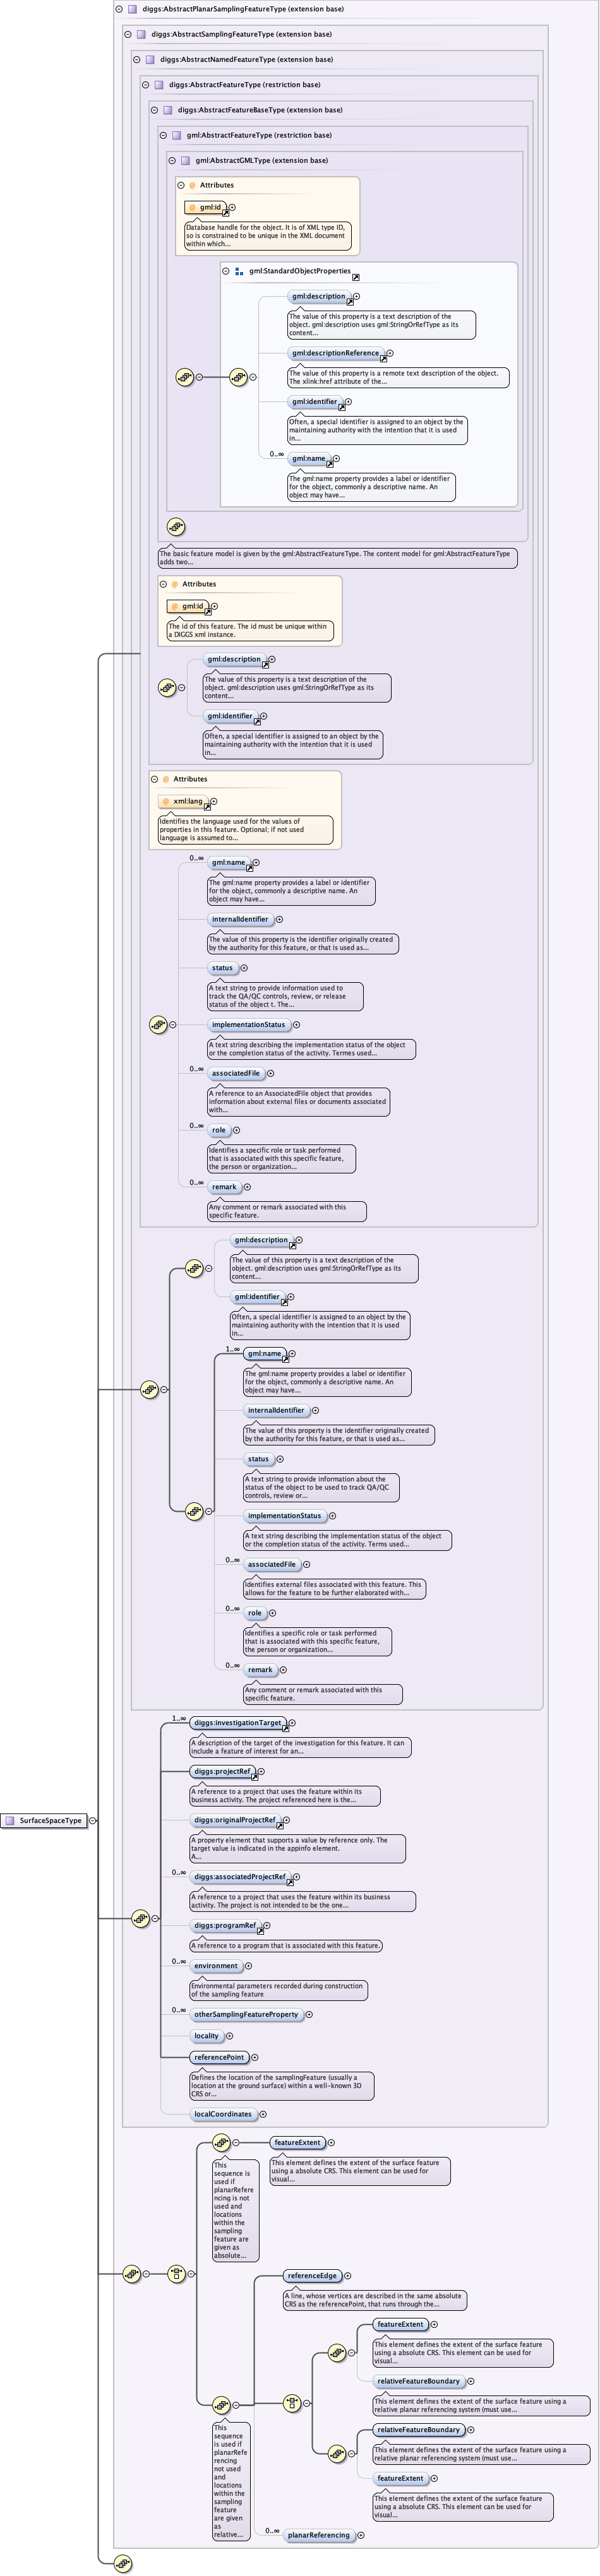 diggs:AbstractPlanarSamplingFeatureType (extension base)
diggs:AbstractSamplingFeatureType (extension base)
diggs:AbstractNamedFeatureType (extension base)
diggs:AbstractFeatureType (restriction base)
diggs:AbstractFeatureBaseType (extension base)
gml:AbstractFeatureType (restriction base)
gml:AbstractGMLType (extension base)
Attributes
gml:id
Database handle for the object. It is of XML type ID,
so is constrained to be unique in the XML document
within which...
gml:StandardObjectProperties
gml:description
The value of this property is a text description of the
object. gml:description uses gml:StringOrRefType as its
content...
gml:descriptionReference
The value of this property is a remote text description of the object.
The xlink:href attribute of the...
gml:identifier
Often, a special identifier is assigned to an object by the
maintaining authority with the intention that it is used
in...
0..∞
gml:name
The gml:name property provides a label or identifier
for the object, commonly a descriptive name. An
object may have...
The basic feature model is given by the gml:AbstractFeatureType. The content model for gml:AbstractFeatureType
adds two...
Attributes
gml:id
The id of this feature. The id must be unique within
a DIGGS xml instance.
gml:description
The value of this property is a text description of the
object. gml:description uses gml:StringOrRefType as its
content...
gml:identifier
Often, a special identifier is assigned to an object by the
maintaining authority with the intention that it is used
in...
Attributes
xml:lang
Identifies the language used for the values of
properties in this feature. Optional; if not used
language is assumed to...
0..∞
gml:name
The gml:name property provides a label or identifier
for the object, commonly a descriptive name. An
object may have...
internalIdentifier
The value of this property is the identifier originally created
by the authority for this feature, or that is used as...
status
A text string to provide information used to
track the QA/QC controls, review, or release
status of the object t. The...
implementationStatus
A text string describing the implementation status of the object
or the completion status of the activity. Termes used...
0..∞
associatedFile
A reference to an AssociatedFile object that provides
information about external files or documents associated
with...
0..∞
role
Identifies a specific role or task performed
that is associated with this specific feature,
the person or organization...
0..∞
remark
Any comment or remark associated with this
specific feature.
gml:description
The value of this property is a text description of the
object. gml:description uses gml:StringOrRefType as its
content...
gml:identifier
Often, a special identifier is assigned to an object by the
maintaining authority with the intention that it is used
in...
1..∞
gml:name
The gml:name property provides a label or identifier
for the object, commonly a descriptive name. An
object may have...
internalIdentifier
The value of this property is the identifier originally created
by the authority for this feature, or that is used as...
status
A text string to provide information about the
status of the object to be used to track QA/QC
controls, review or...
implementationStatus
A text string describing the implementation status of the object
or the completion status of the activity. Terms used...
0..∞
associatedFile
Identifies external files associated with this feature. This
allows for the feature to be further elaborated with...
0..∞
role
Identifies a specific role or task performed
that is associated with this specific feature,
the person or organization...
0..∞
remark
Any comment or remark associated with this
specific feature.
1..∞
diggs:investigationTarget
A description of the target of the investigation for this feature. It can
include a feature of interest for an...
diggs:projectRef
A reference to a project that uses the feature within its
business activity. The project referenced here is the...
SurfaceSpaceType
diggs:originalProjectRef
A property element that supports a value by reference only. The
target value is indicated in the appinfo element.
A...
0..∞
diggs:associatedProjectRef
A reference to a project that uses the feature within its business
activity. The project is not intended to be the one...
diggs:programRef
A reference to a program that is associated with this feature.
0..∞
environment
Environmental parameters recorded during construction
of the sampling feature
0..∞
otherSamplingFeatureProperty
locality
referencePoint
Defines the location of the samplingFeature (usually a
location at the ground surface) within a well-known 3D
CRS or...
localCoordinates
featureExtent
This element defines the extent of the surface feature
using a absolute CRS. This element can be used for
visual...
This
sequence is
used if
planarRefere
ncing is not
used and
locations
within the
sampling
feature are
given as
absolute...
referenceEdge
A line, whose vertices are described in the same absolute
CRS as the referencePoint, that runs through the...
featureExtent
This element defines the extent of the surface feature
using a absolute CRS. This element can be used for
visual...
relativeFeatureBoundary
This element defines the extent of the surface feature using a
relative planar referencing system (must use...
relativeFeatureBoundary
This element defines the extent of the surface feature using a
relative planar referencing system (must use...
featureExtent
This element defines the extent of the surface feature
using a absolute CRS. This element can be used for
visual...
This
sequence
is used if
planarRefe
rencing
not used
and
locations
within the
sampling
feature
are given
as
relative...
0..∞
planarReferencing